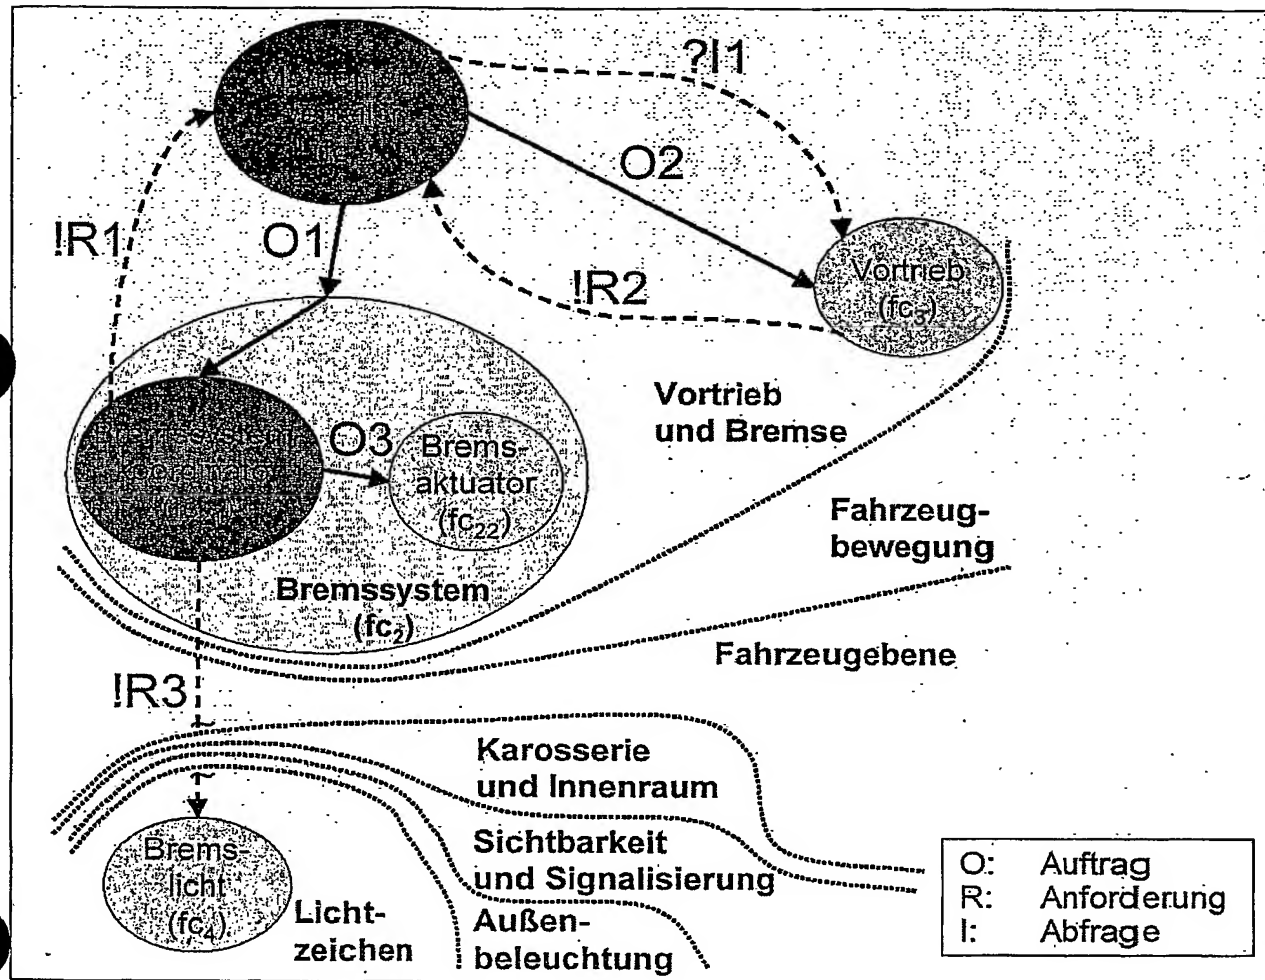 ?I1
O2
!R1
O1
!R2
Vortrieb
(fc3)
Vortrieb
und Bremse
O3
Brems-
aktuator
(fc22)
koordinator
Fahrzeug-
bewegung
Bremssystem
(fc2)
Fahrzeugebene
!R3
Karosserie
und Innenraum
Sichtbarkeit
und Signalisierung
Brems-
licht
(fc4)
Licht-
zeichen
Außen-
beleuchtung
O: Auftrag
R: Anforderung
I: Abfrage